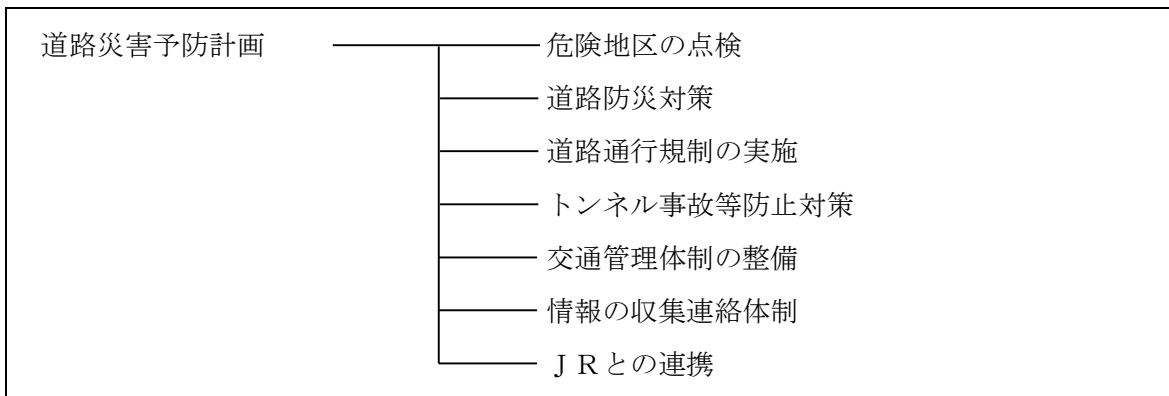 道路災害予防計画
危険地区の点検
道路防災対策
道路通行規制の実施
トンネル事故等防止対策
交通管理体制の整備
情報の収集連絡体制
ＪＲとの連携